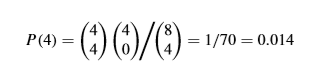 P(4) = (4 4) (4 0) / (8 4) = 1/70 = 0.014